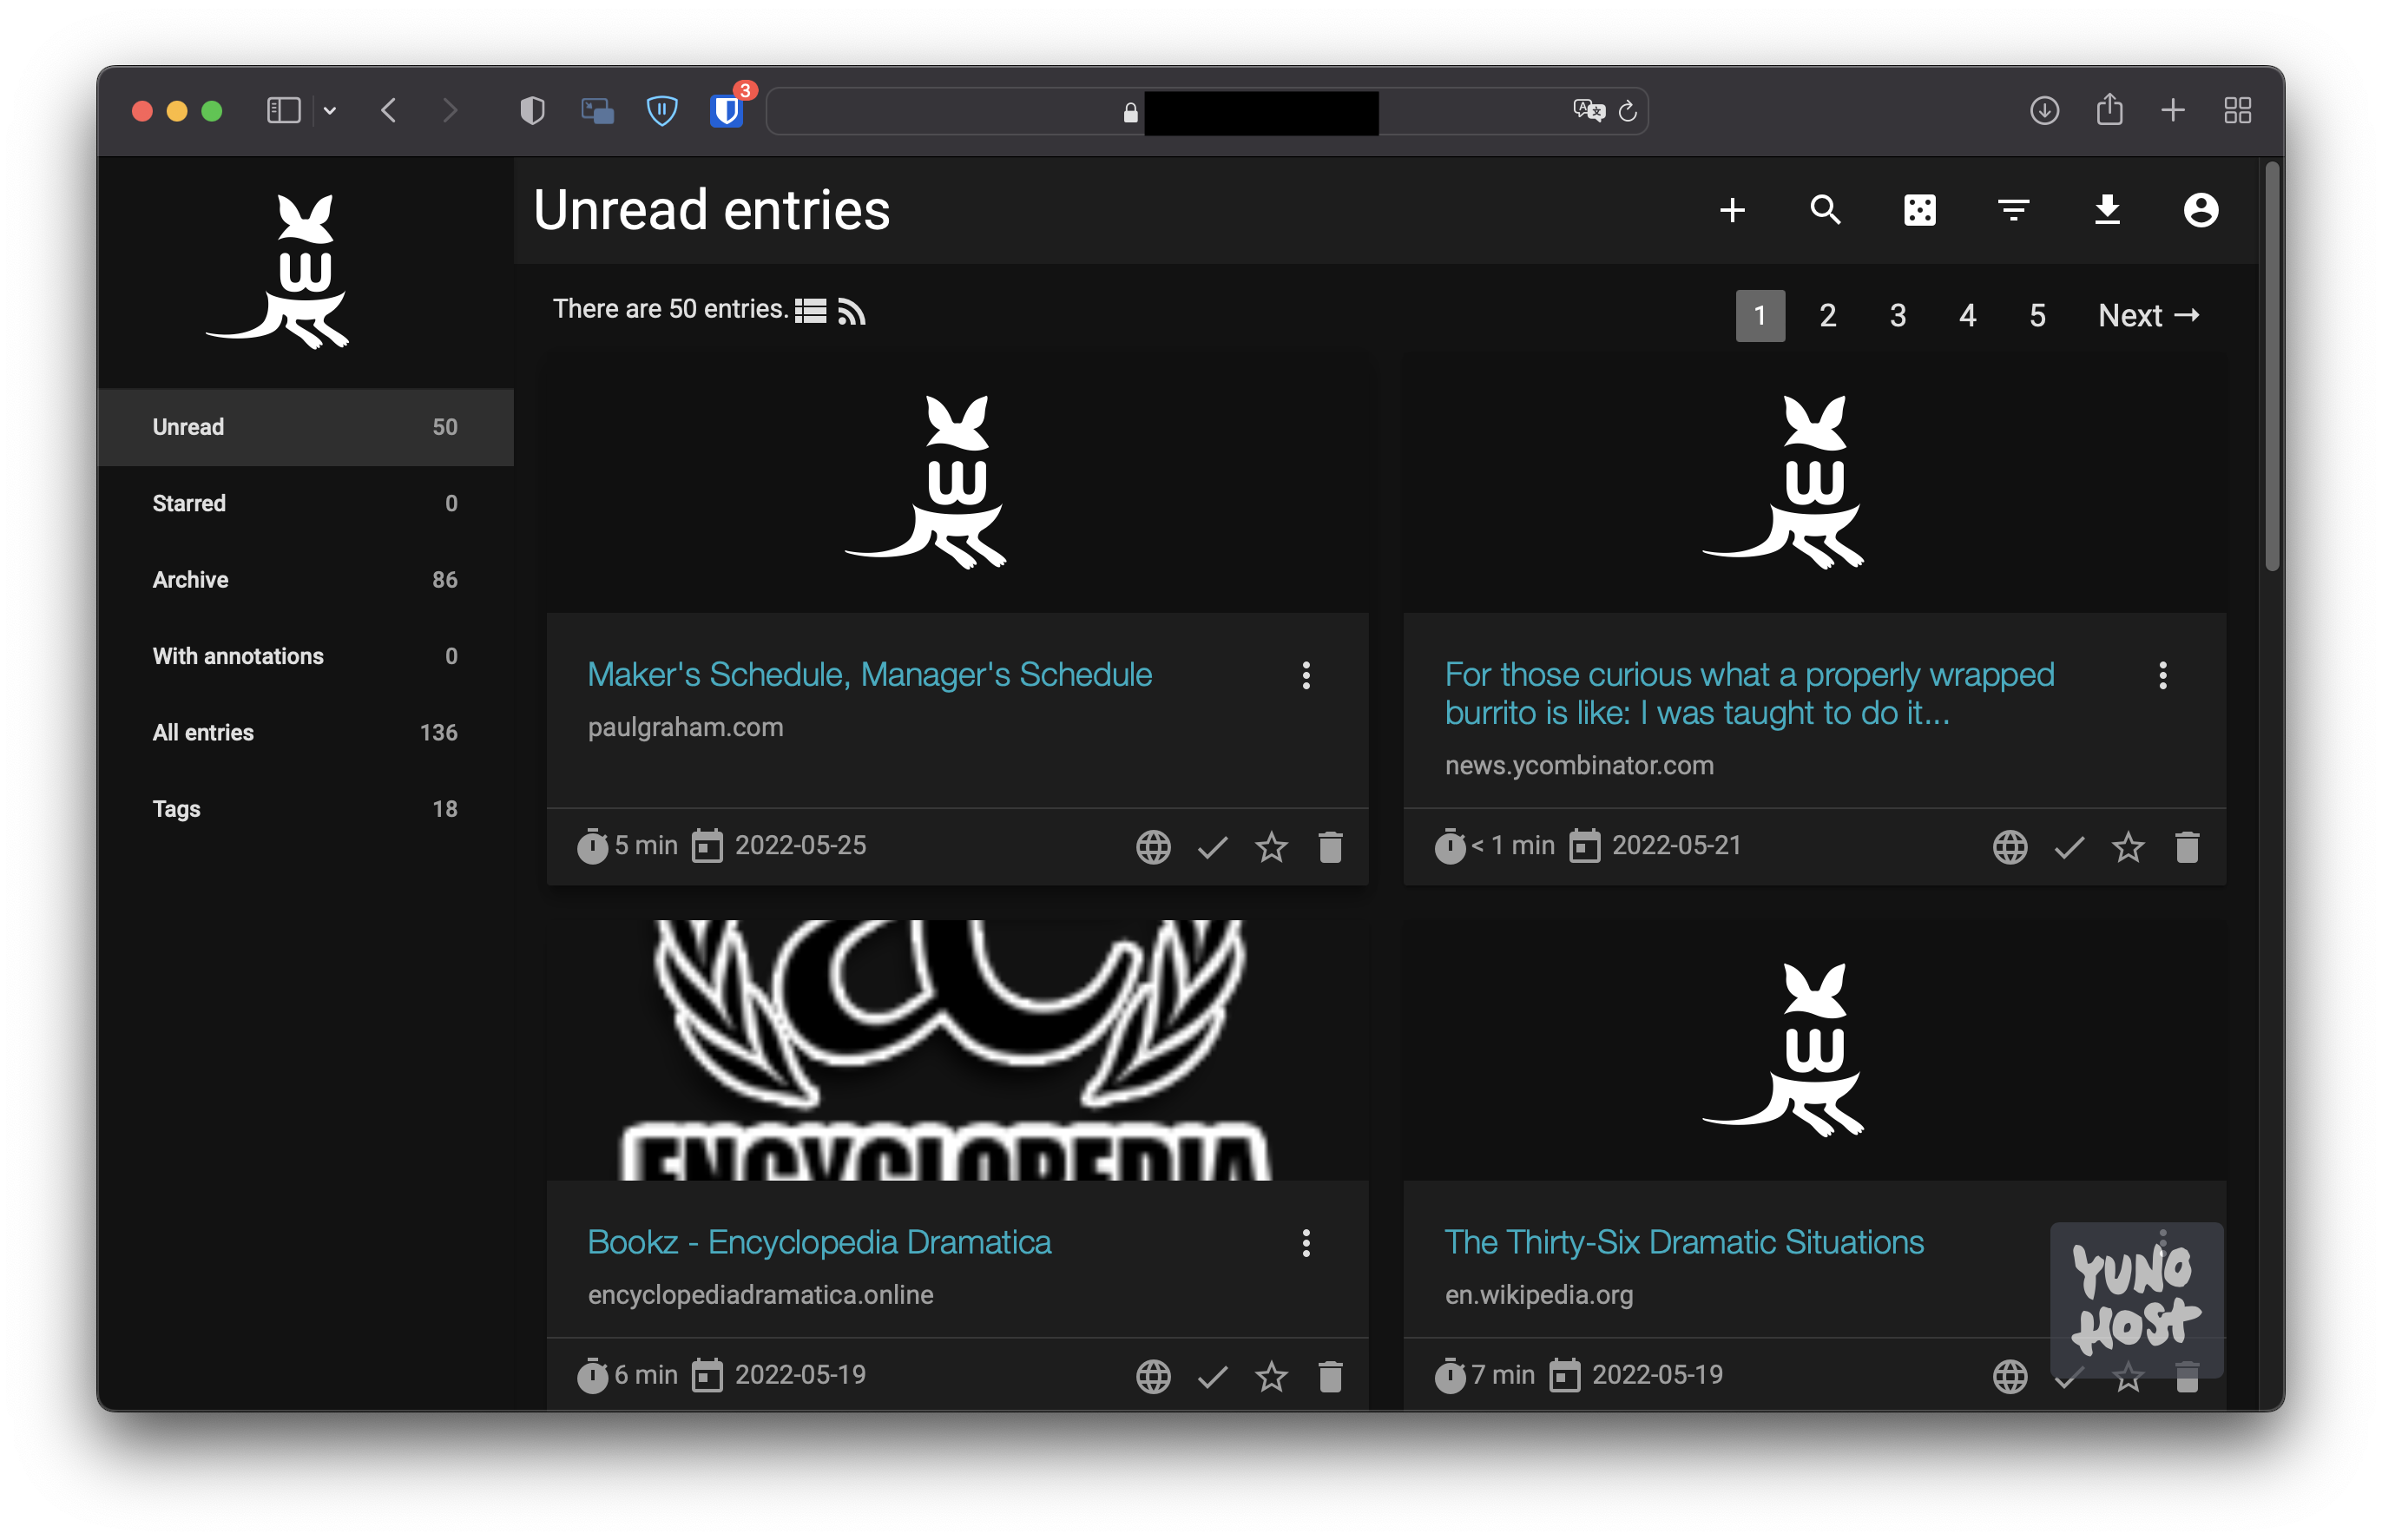 3
Unread entries
W
There are 50 entries.
1 2 3 4 5 Next →
Unread 50
Starred 0
Archive 86
With annotations 0
All entries 136
Tags 18
W
Maker's Schedule, Manager's Schedule
paulgraham.com
5 min 2022-05-25
W
For those curious what a properly wrapped
burrito is like: I was taught to do it...
news.ycombinator.com
< 1 min 2022-05-21
æ
ENCYCLOPEDIA
Bookz - Encyclopedia Dramatica
encyclopediadramatica.online
6 min 2022-05-19
W
The Thirty-Six Dramatic Situations
en.wikipedia.org
7 min 2022-05-19
YUNO
HOST